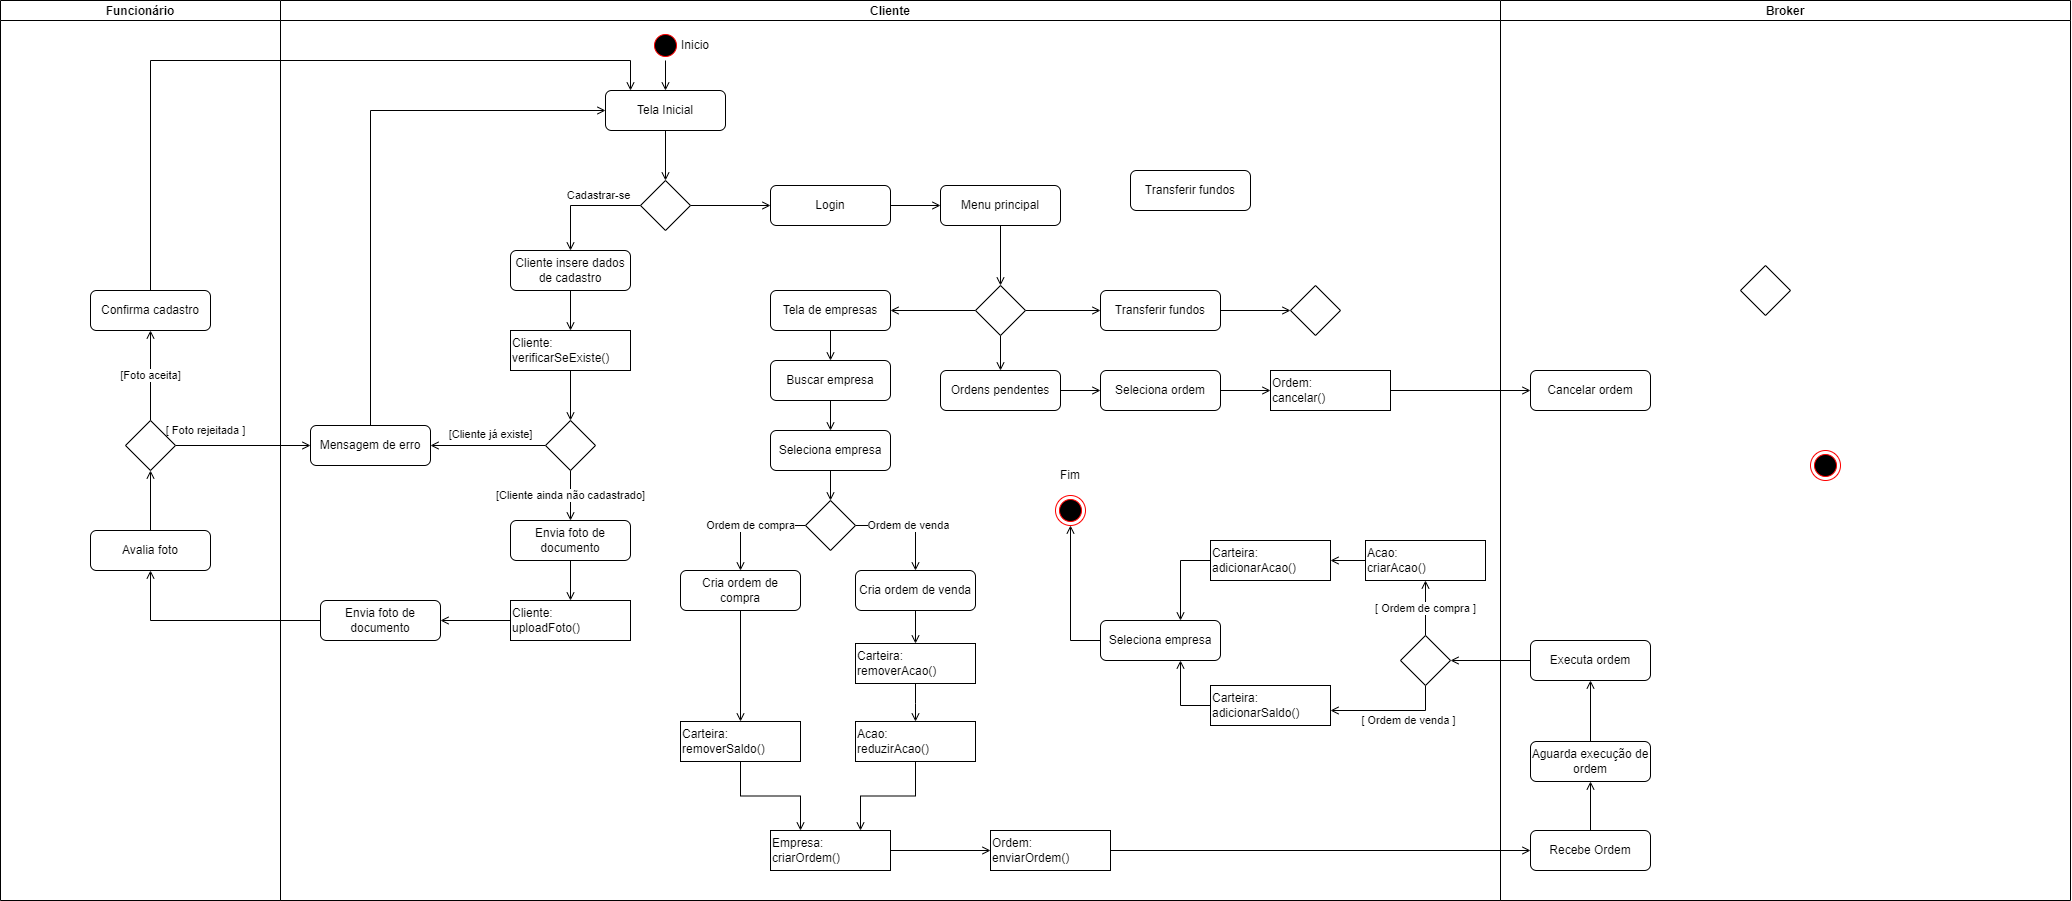 Funcionário
Cliente
Broker
Inicio
Tela Inicial
Cadastrar-se
Login
Menu principal
Transferir fundos
Cliente insere dados
de cadastro
Confirma cadastro
Tela de empresas
Transferir fundos
Cliente:
verificarSeExiste()
[Foto aceita]
Buscar empresa
Ordens pendentes
Seleciona ordem
Ordem:
cancelar()
Cancelar ordem
[ Foto rejeitada ]
Mensagem de erro
[Cliente já existe]
Seleciona empresa
Fim
[Cliente ainda não cadastrado]
Ordem de compra
Ordem de venda
Avalia foto
Envia foto de
documento
Carteira:
adicionarAcao()
Acao:
criarAcao()
Cria ordem de
compra
Cria ordem de venda
[ Ordem de compra ]
Envia foto de
documento
Cliente:
uploadFoto()
Seleciona empresa
Carteira:
removerAcao()
Executa ordem
Carteira:
adicionarSaldo()
[ Ordem de venda ]
Carteira:
removerSaldo()
Acao:
reduzirAcao()
Aguarda execução de
ordem
Empresa:
criarOrdem()
Ordem:
enviarOrdem()
Recebe Ordem